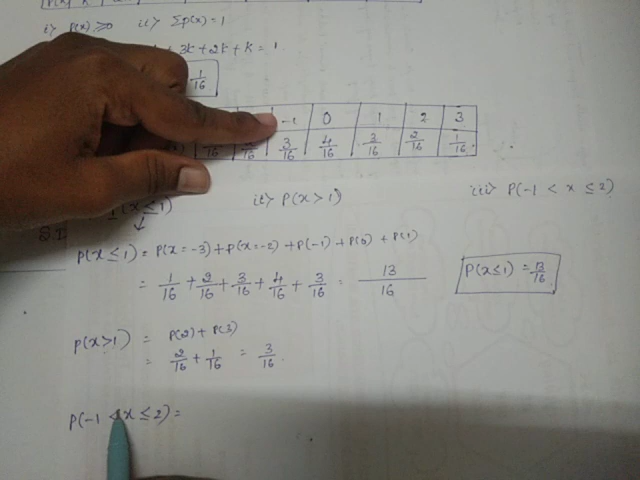 i> P(x) ≥ 0 ii> Σp(x) = 1
3k + 2k + k = 1
1/16
-1 0 1 2 3
3/16 4/16 3/16 2/16 1/16
(x ≤ 1) ii> P(x > 1) iii> P(-1 < x ≤ 2)
P(x ≤ 1) = P(x = -3) + P(x = -2) + P(-1) + P(0) + P(1)
= 1/16 + 2/16 + 3/16 + 4/16 + 3/16 = 13/16 P(x ≤ 1) = 13/16
P(x > 1) = P(2) + P(3)
= 2/16 + 1/16 = 3/16
P(-1 < x ≤ 2) =